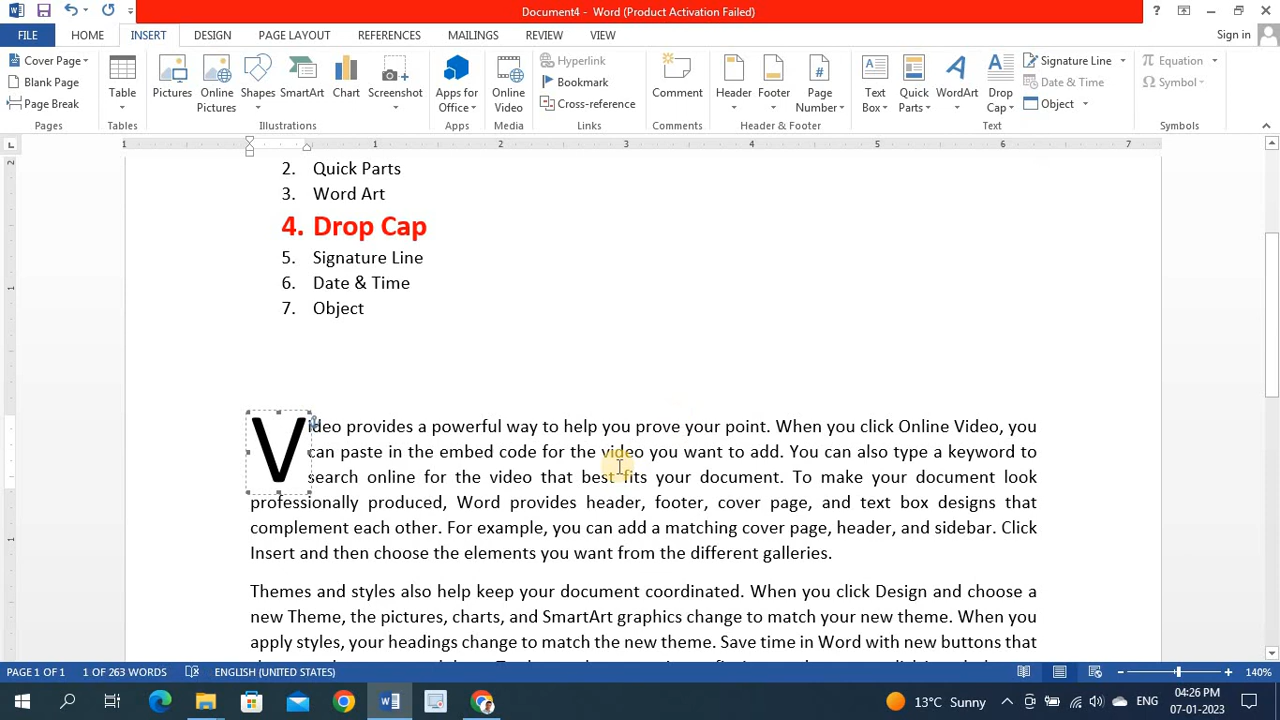 Document4 - Word (Product Activation Failed)
FILE HOME INSERT DESIGN PAGE LAYOUT REFERENCES MAILINGS REVIEW VIEW Sign in
Cover Page
Blank Page
Page Break
Pages
Table
Tables
Pictures
Online Pictures
Shapes
SmartArt
Chart
Screenshot
Illustrations
Apps for Office
Apps
Online Video
Media
Hyperlink
Bookmark
Cross-reference
Links
Comment
Comments
Header
Footer
Page Number
Header & Footer
Text Box
Quick Parts
WordArt
Drop Cap
Signature Line
Date & Time
Object
Text
Equation
Symbol
Symbols
1 1 2 3 4 5 6 7
2. Quick Parts
3. Word Art
4. Drop Cap
5. Signature Line
6. Date & Time
7. Object
Video provides a powerful way to help you prove your point. When you click Online Video, you
can paste in the embed code for the video you want to add. You can also type a keyword to
search online for the video that best fits your document. To make your document look
professionally produced, Word provides header, footer, cover page, and text box designs that
complement each other. For example, you can add a matching cover page, header, and sidebar. Click
Insert and then choose the elements you want from the different galleries.
Themes and styles also help keep your document coordinated. When you click Design and choose a
new Theme, the pictures, charts, and SmartArt graphics change to match your new theme. When you
apply styles, your headings change to match the new theme. Save time in Word with new buttons that
PAGE 1 OF 1 1 OF 263 WORDS ENGLISH (UNITED STATES) 140%
13°C Sunny ENG 04:26 PM
07-01-2023